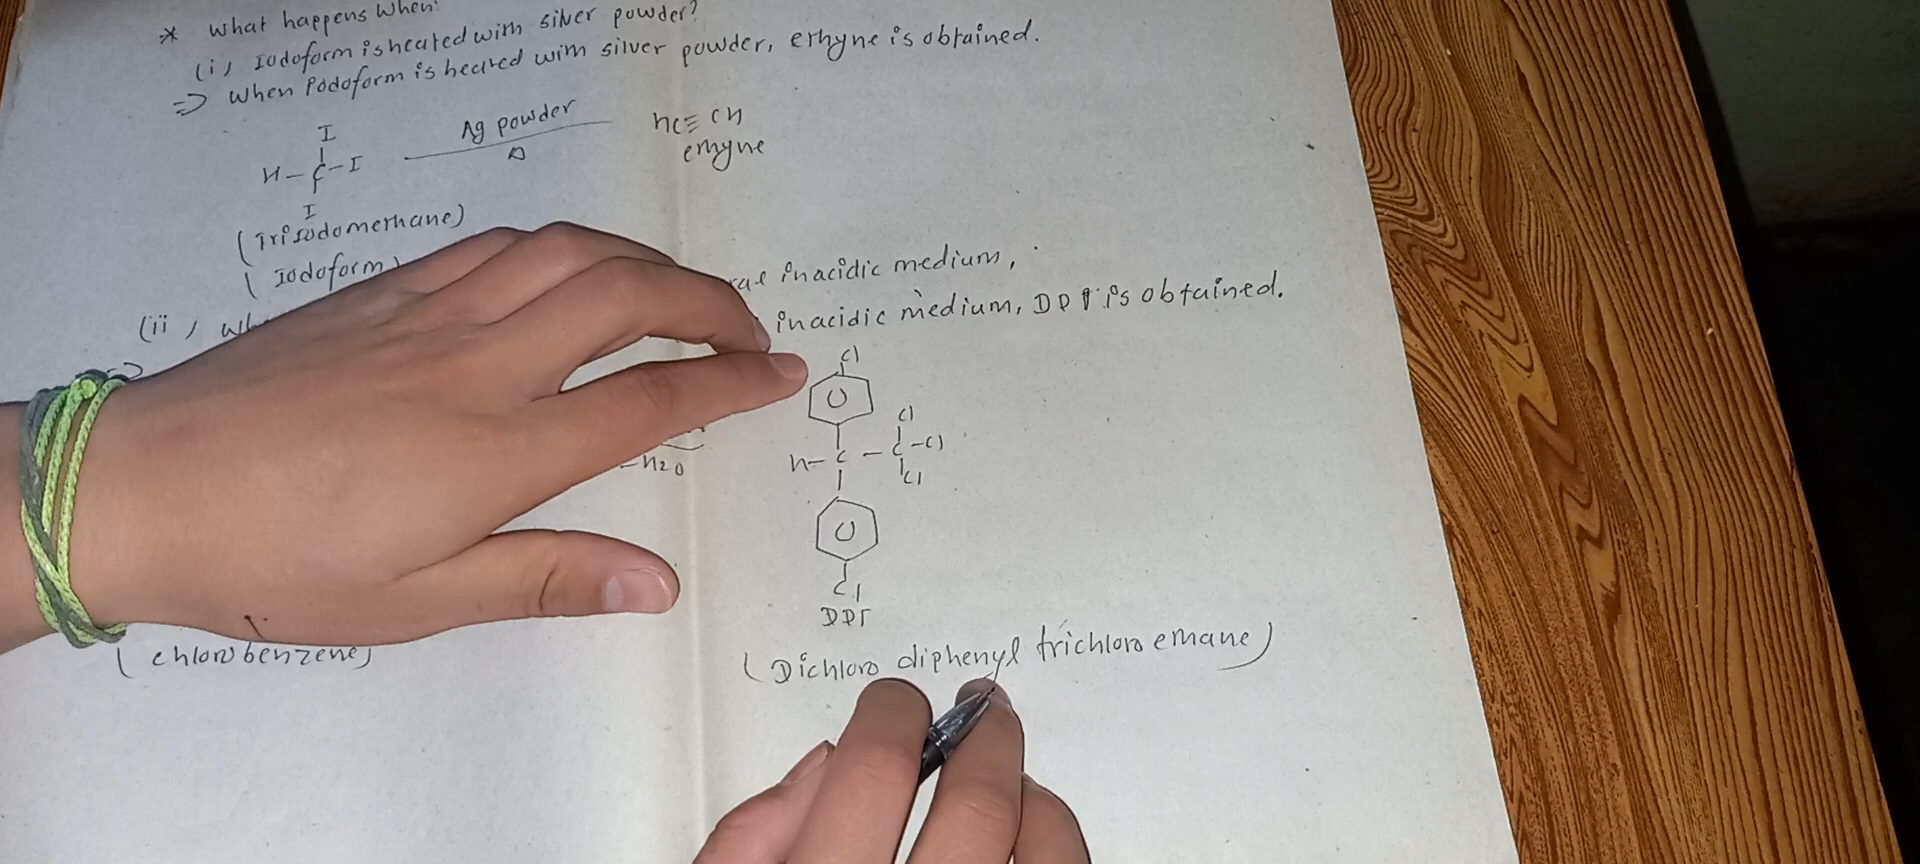 * What happens when:
(i) Iodoform is heated with silver powder?
=> When Iodoform is heated with silver powder, ethyne is obtained.
I
H - C - I
I
Ag powder
Δ
HC ≡ CH
ethyne
(Triiodomethane)
( Iodoform)
(ii) in acidic medium,
in acidic medium, DDT is obtained.
-H2O
Cl
Cl
H - C - C - Cl
Cl
Cl
DDT
( chlorobenzene)
(Dichloro diphenyl trichloro ethane)